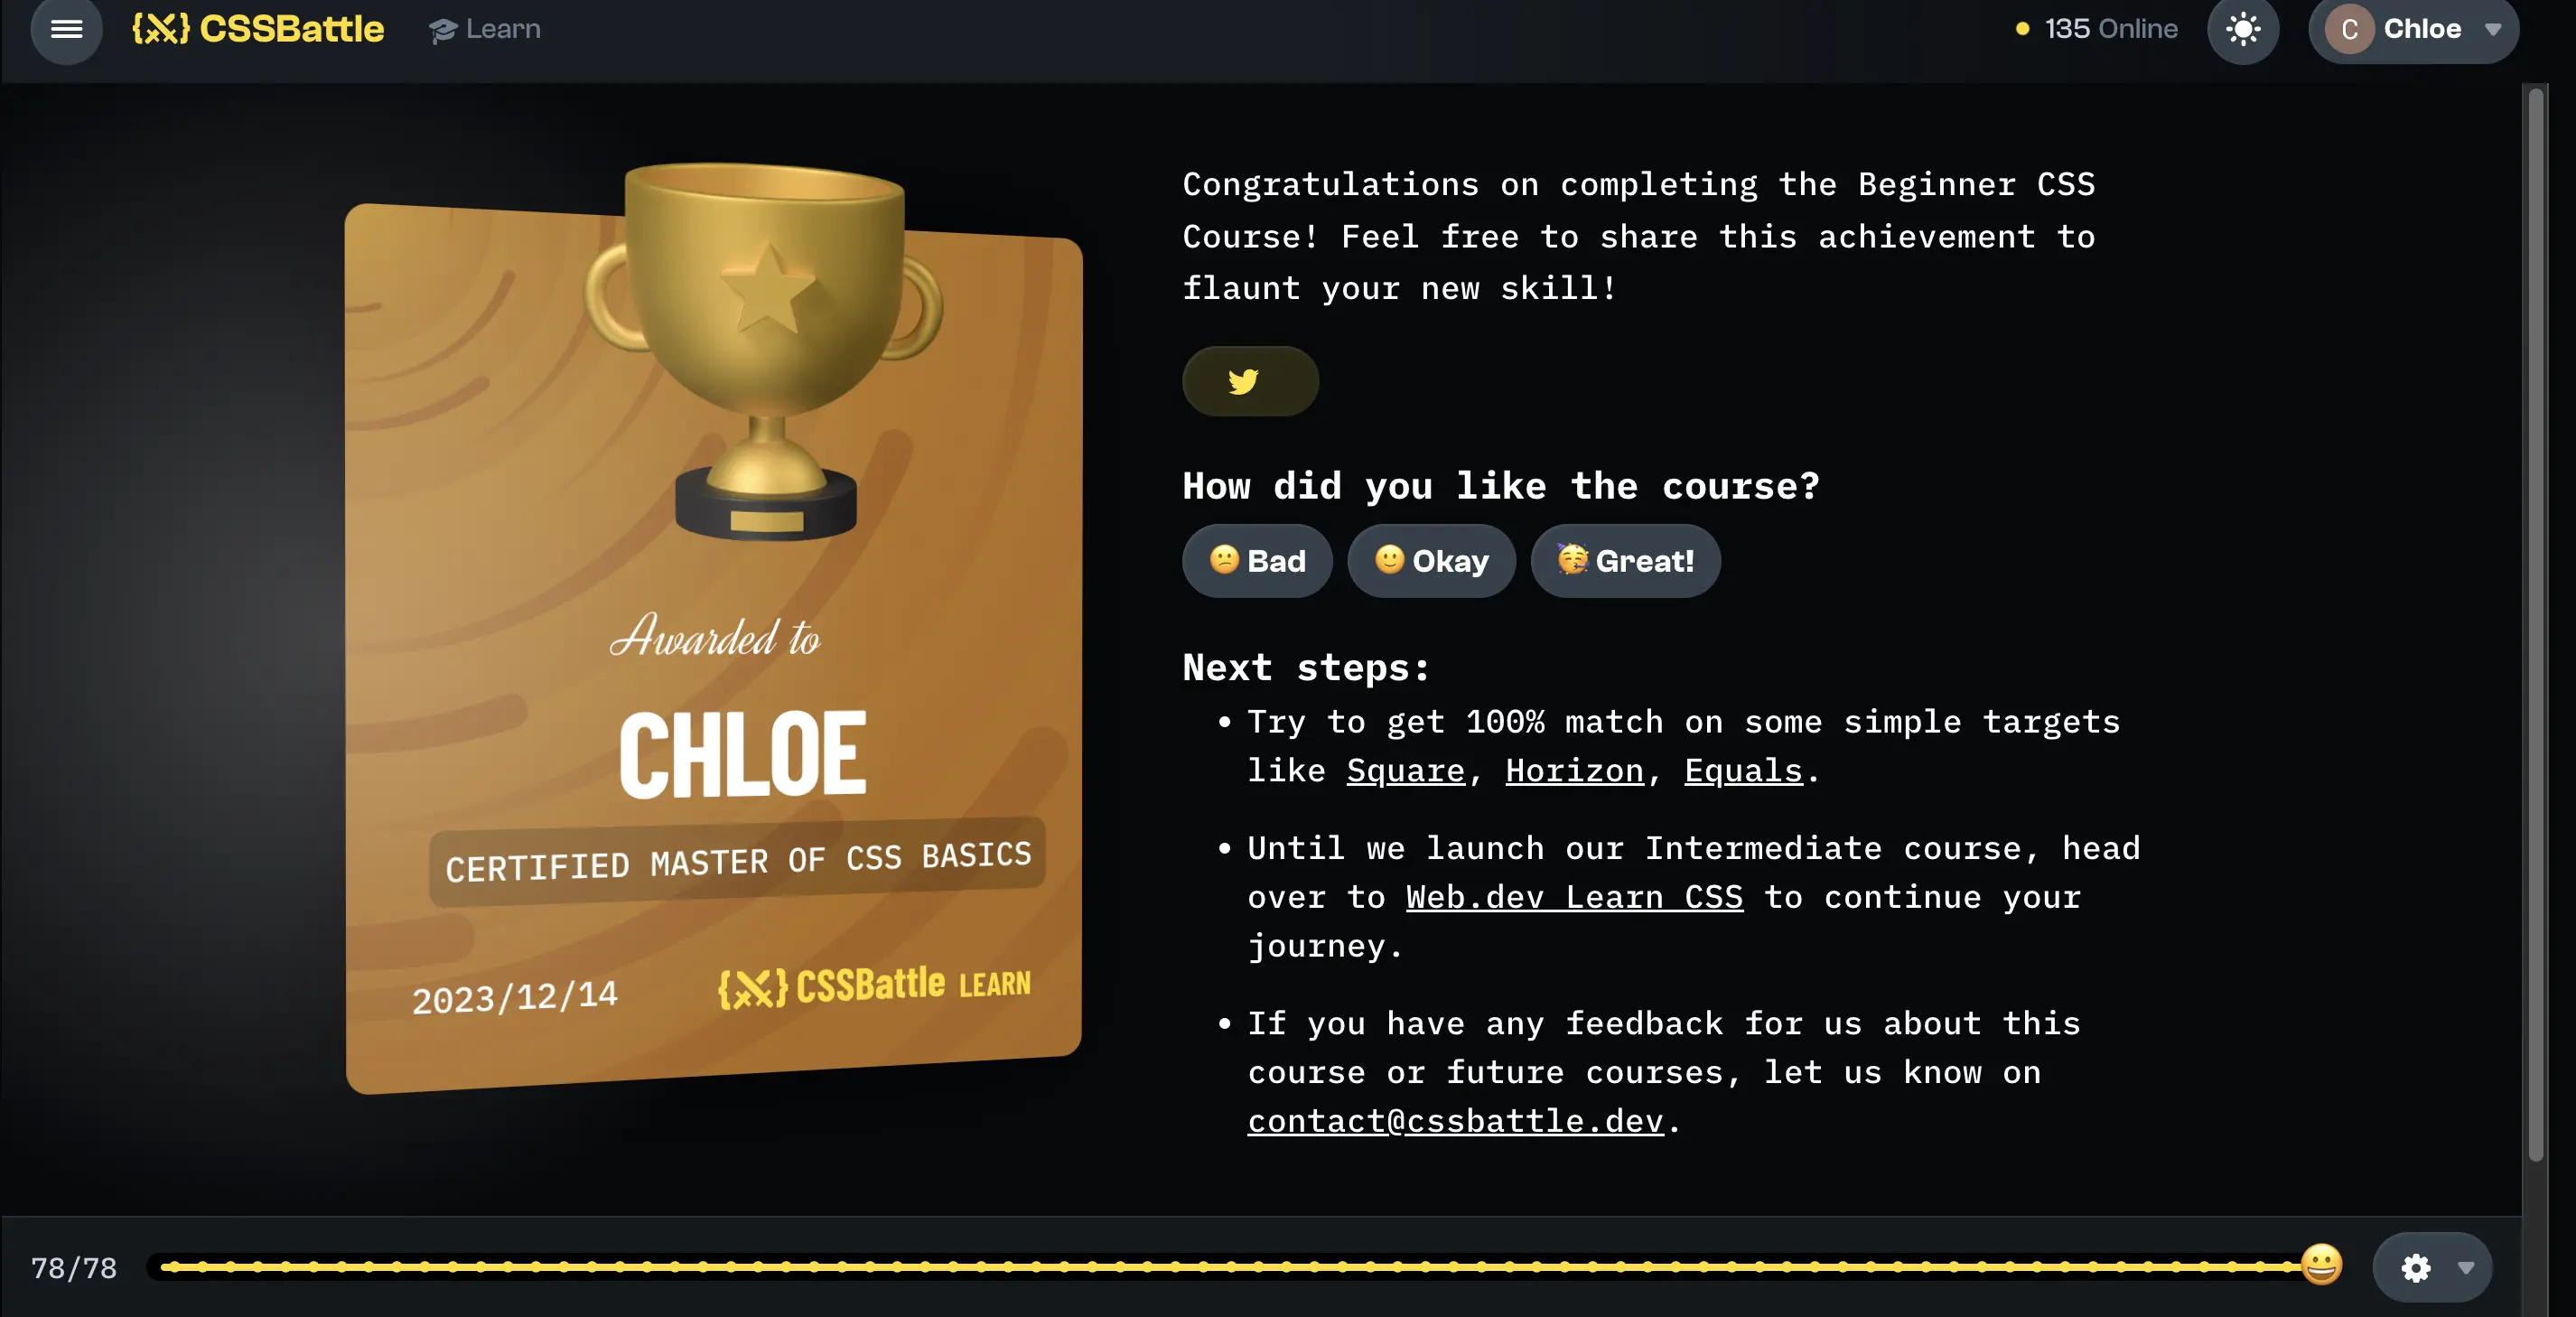 {X} CSSBattle
Learn
135 Online
C Chloe
Awarded to
CHLOE
CERTIFIED MASTER OF CSS BASICS
2023/12/14
{X} CSSBattle LEARN
Congratulations on completing the Beginner CSS
Course! Feel free to share this achievement to
flaunt your new skill!
How did you like the course?
😕 Bad
🙂 Okay
🥳 Great!
Next steps:
• Try to get 100% match on some simple targets
like Square, Horizon, Equals.
• Until we launch our Intermediate course, head
over to Web.dev Learn CSS to continue your
journey.
• If you have any feedback for us about this
course or future courses, let us know on
contact@cssbattle.dev.
78/78